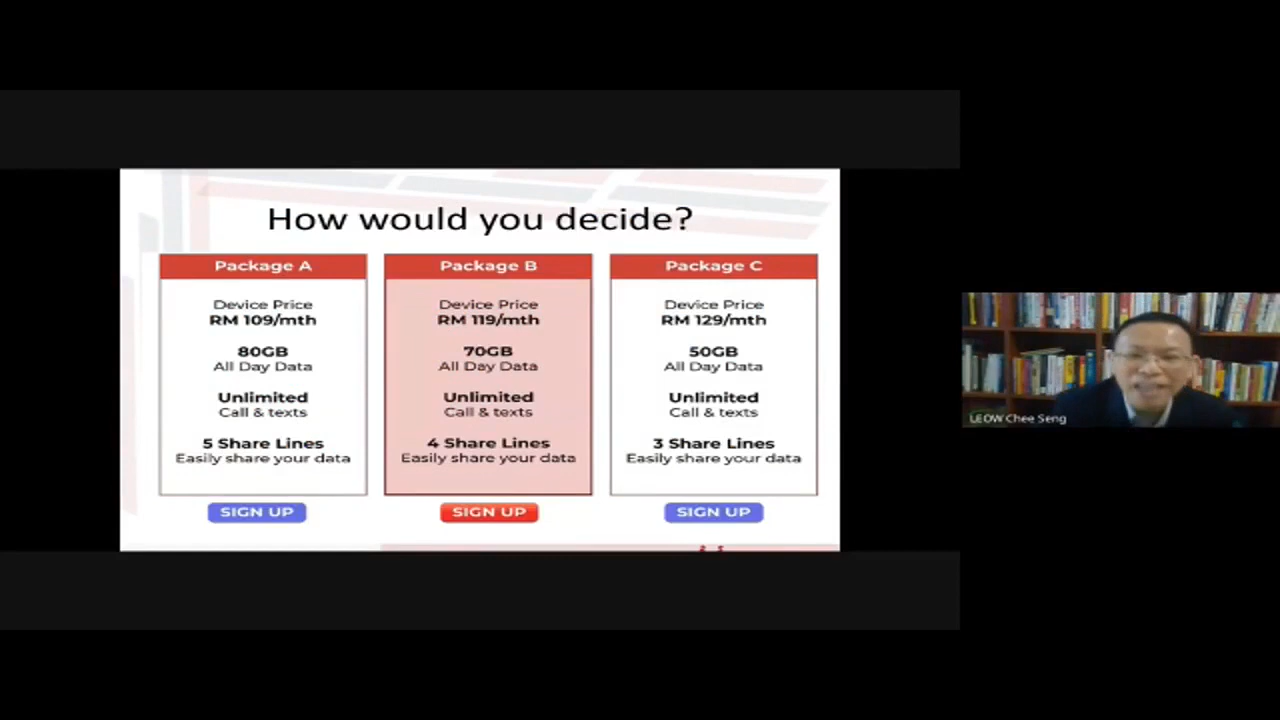 How would you decide?
Package A
Device Price
RM 109/mth
80GB
All Day Data
Unlimited
Call & texts
5 Share Lines
Easily share your data
SIGN UP
Package B
Device Price
RM 119/mth
70GB
All Day Data
Unlimited
Call & texts
4 Share Lines
Easily share your data
SIGN UP
Package C
Device Price
RM 129/mth
50GB
All Day Data
Unlimited
Call & texts
3 Share Lines
Easily share your data
SIGN UP
LEOW Chee Seng